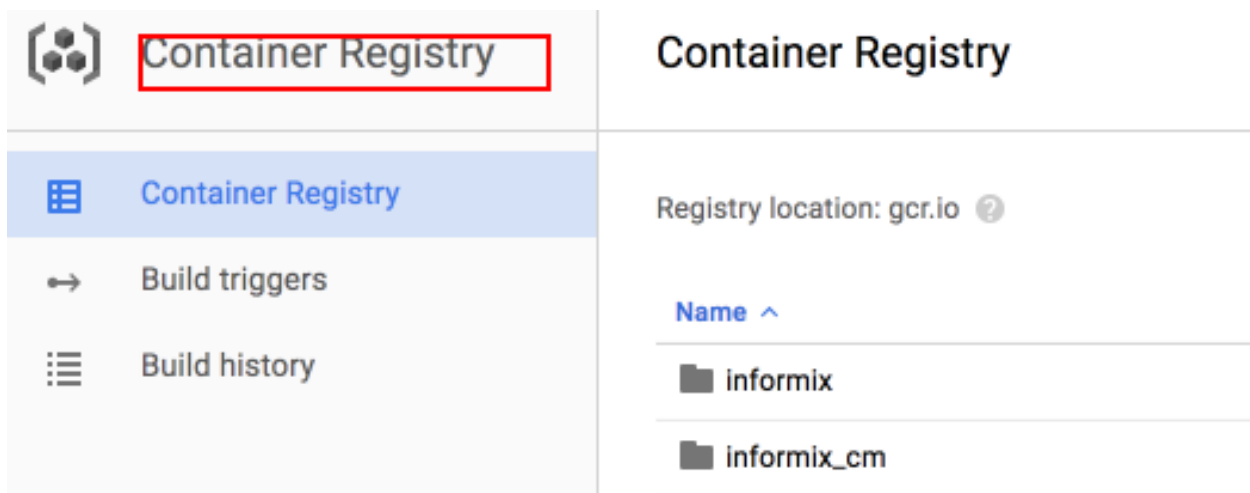 Container Registry
Container Registry
Build triggers
Build history
Container Registry
Registry location: gcr.io ?
Name
informix
informix_cm